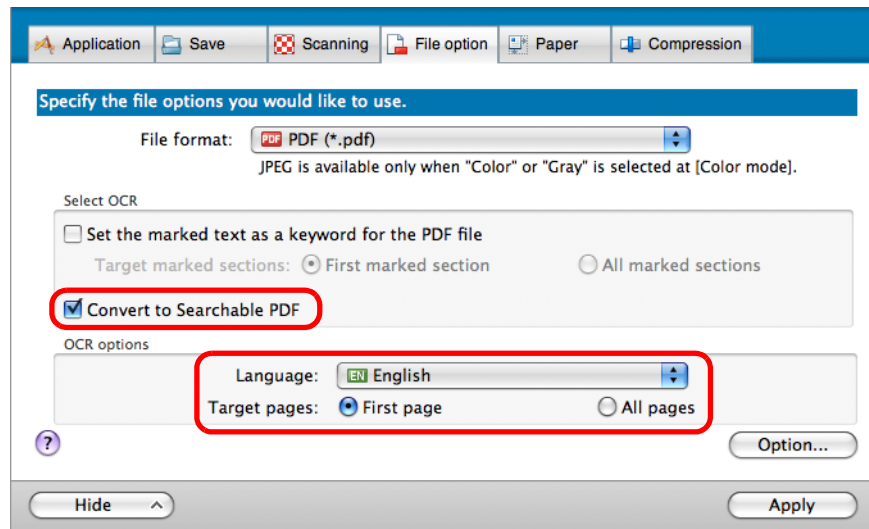 Application Save Scanning File option Paper Compression
Specify the file options you would like to use.
File format: PDF PDF (*.pdf)
JPEG is available only when "Color" or "Gray" is selected at [Color mode].
Select OCR
Set the marked text as a keyword for the PDF file
Target marked sections: First marked section All marked sections
Convert to Searchable PDF
OCR options
Language: EN English
Target pages: First page All pages
? Option...
Hide Apply